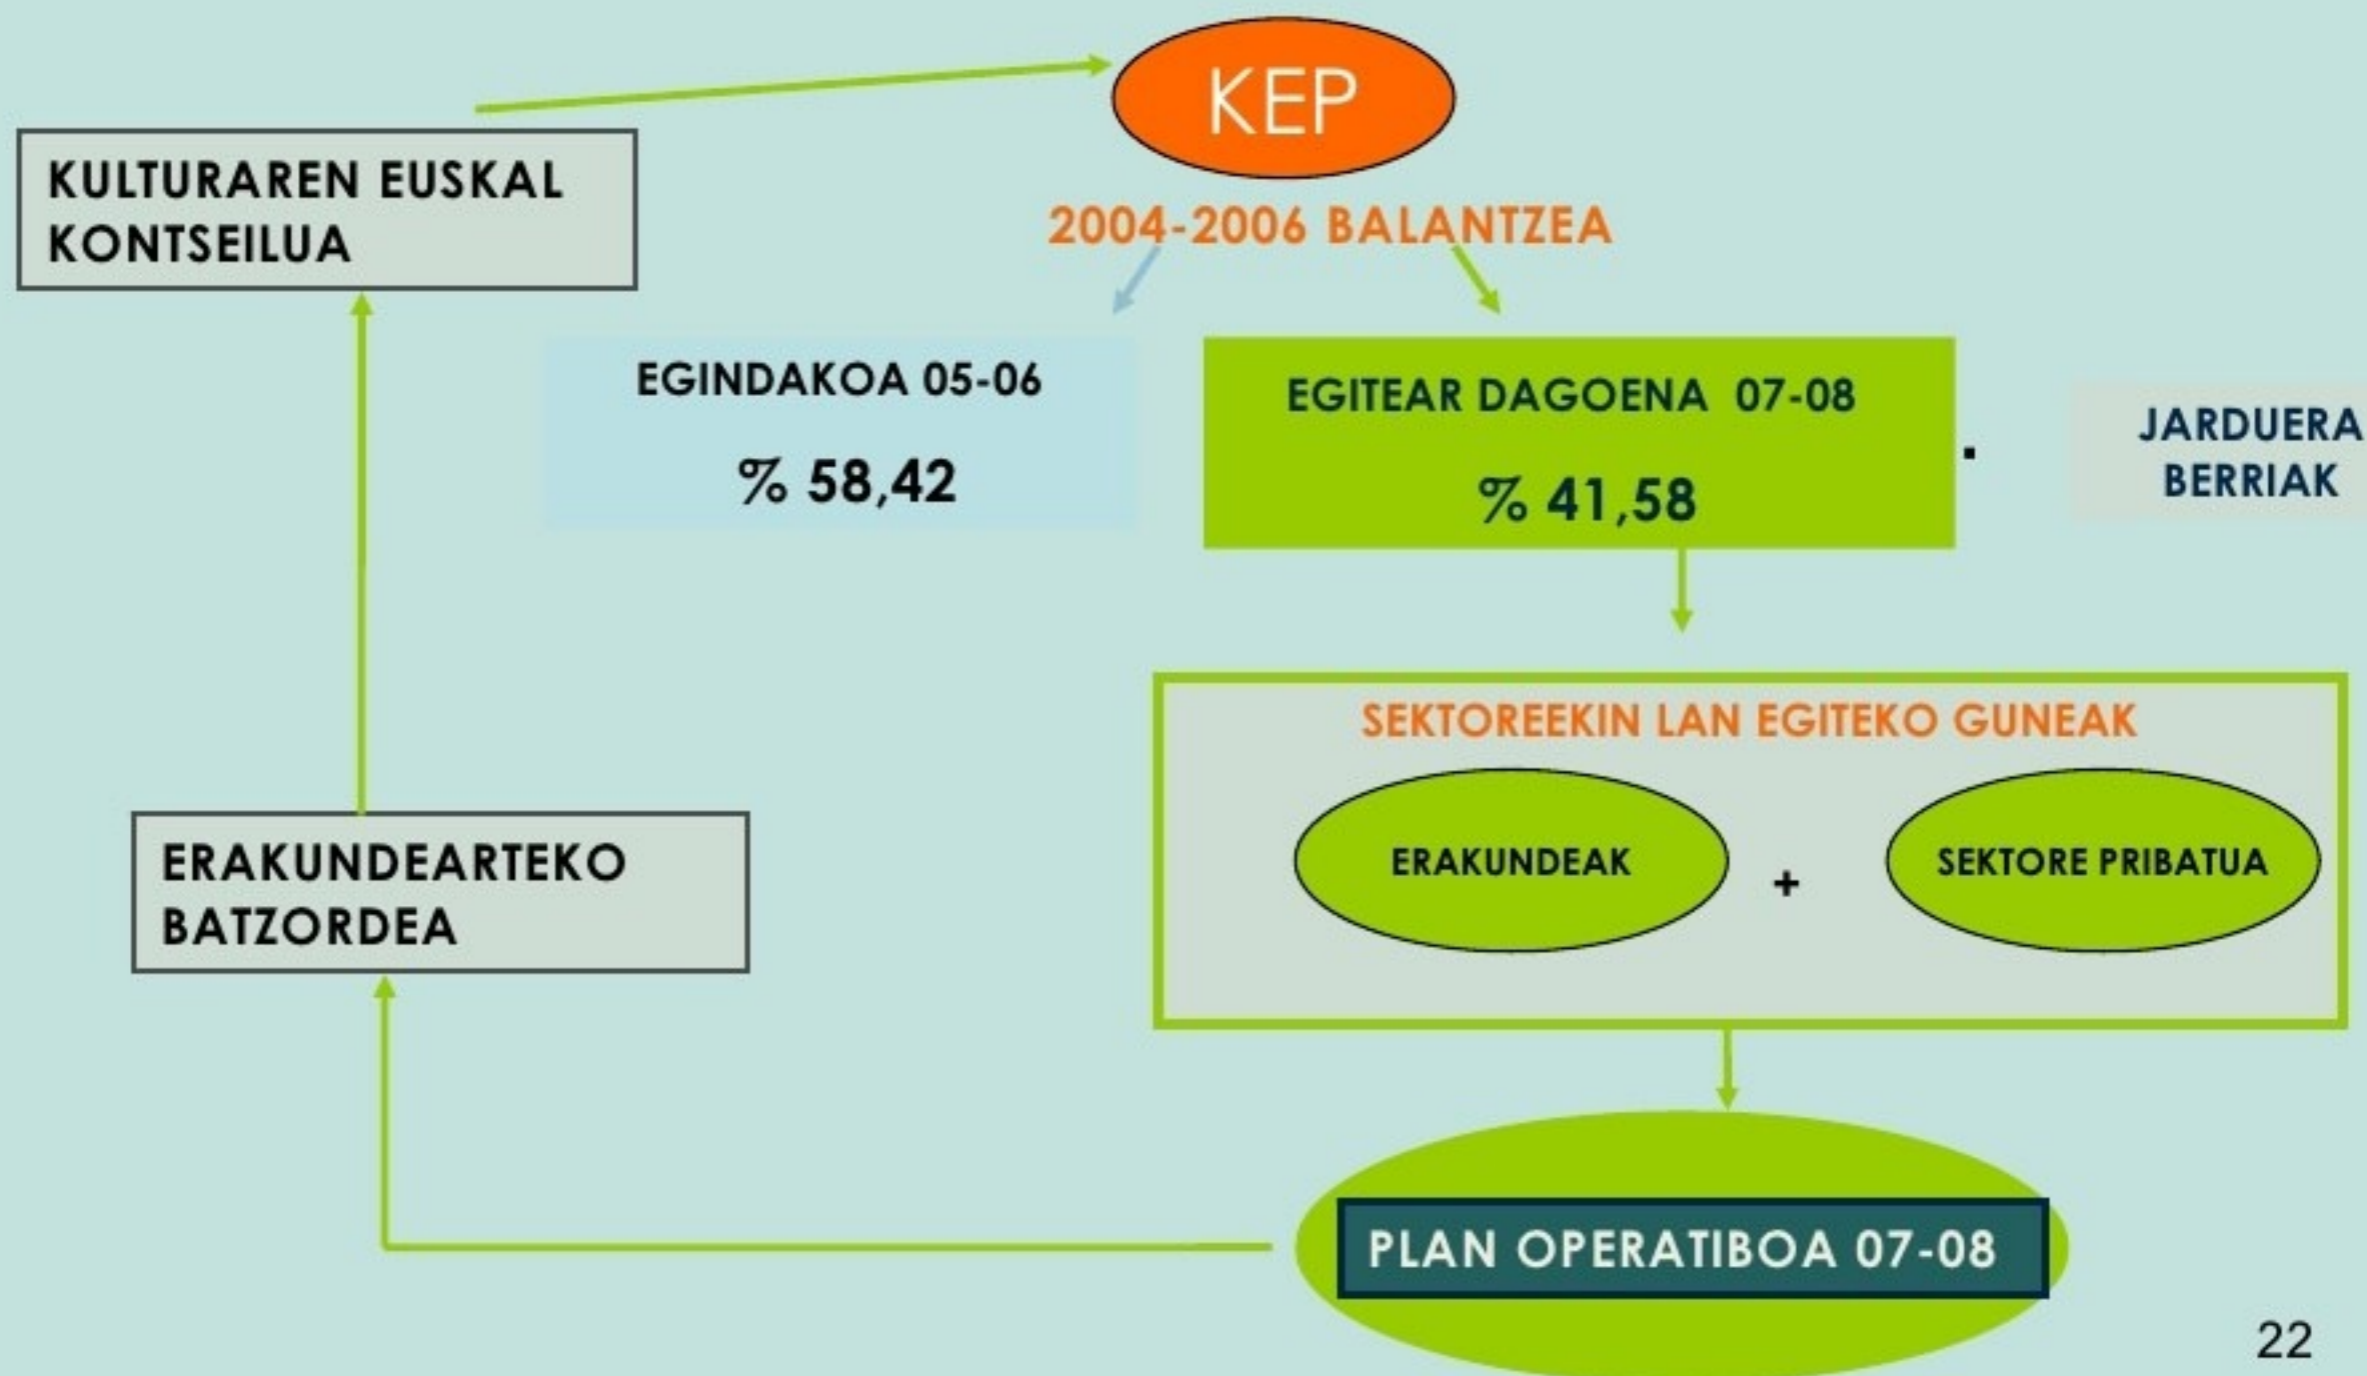 KEP
KULTURAREN EUSKAL
KONTSEILUA
2004-2006 BALANTZEA
EGINDAKOA 05-06
% 58,42
EGITEAR DAGOENA 07-08
% 41,58
.
JARDUERA
BERRIAK
SEKTOREEKIN LAN EGITEKO GUNEAK
ERAKUNDEAK
+
SEKTORE PRIBATUA
ERAKUNDEARTEKO
BATZORDEA
PLAN OPERATIBOA 07-08
22